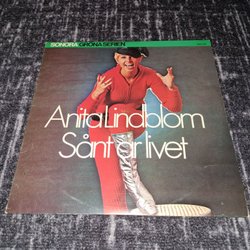 SONORA GRÖNA SERIEN
Anita Lindblom
Sånt är livet